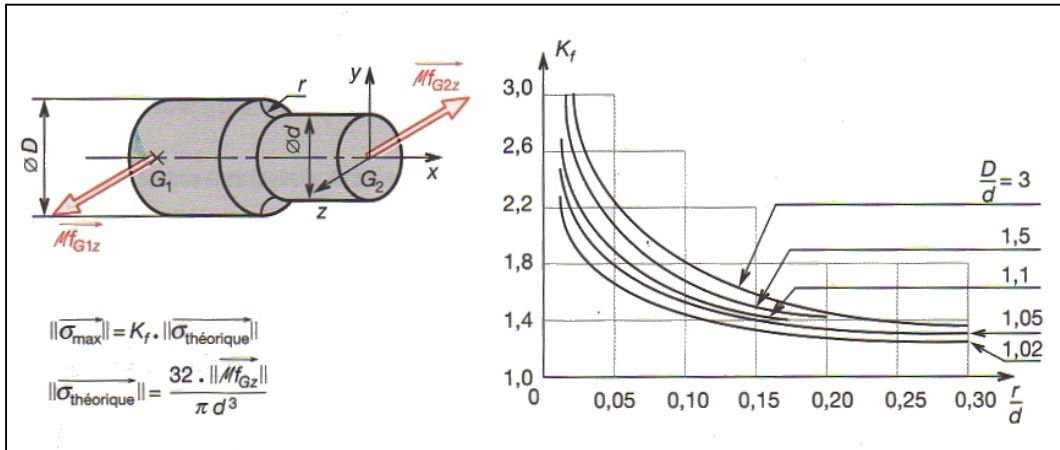 ø D
r
ø d
y
x
z
G₁
G₂
𝓜f_G1z
𝓜f_G2z
||σ_max|| = K_f . ||σ_théorique||
||σ_théorique|| = 32 . ||𝓜f_Gz|| / π d³
K_f
3,0
2,6
2,2
1,8
1,4
1,0
0
0,05
0,10
0,15
0,20
0,25
0,30
r/d
D/d = 3
1,5
1,1
1,05
1,02